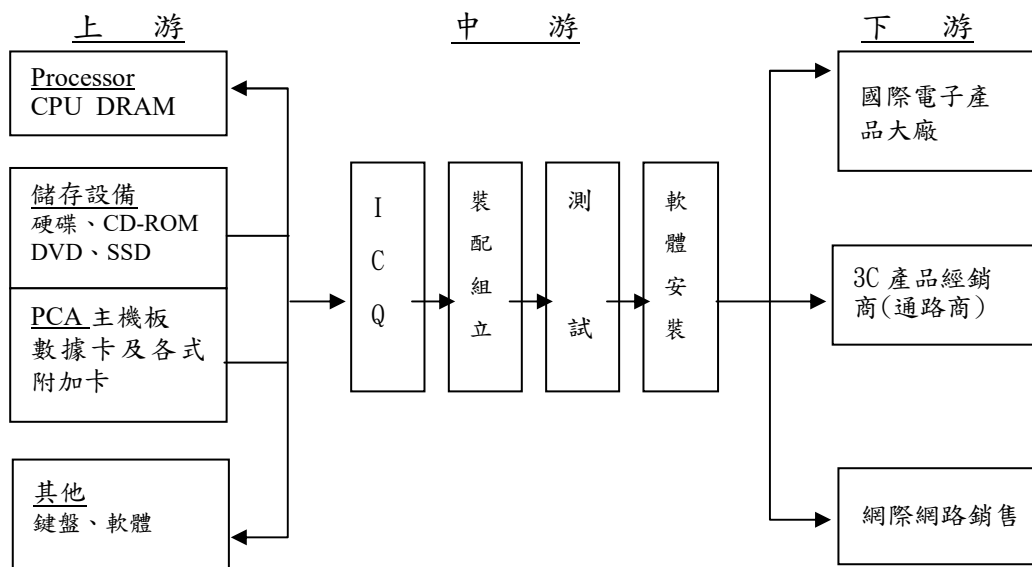 上 游
中 游
下 游
Processor
CPU DRAM
儲存設備
硬碟、CD-ROM
DVD、SSD
PCA 主機板
數據卡及各式
附加卡
其他
鍵盤、軟體
I
C
Q
裝
配
組
立
測
試
軟
體
安
裝
國際電子產
品大廠
3C 產品經銷
商(通路商)
網際網路銷售